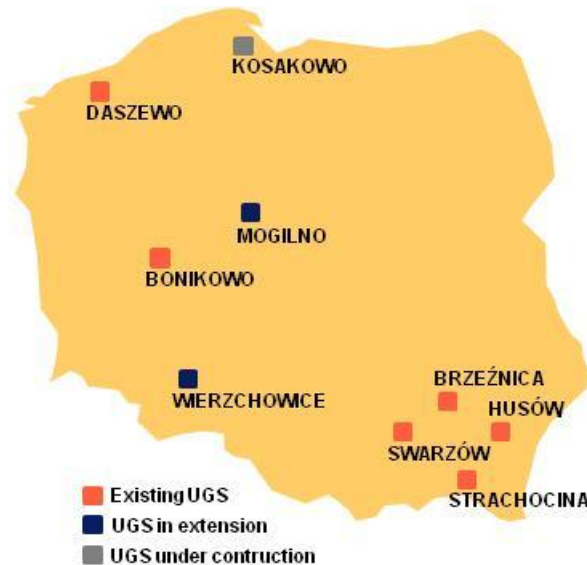 KOSAKOWO
DASZEWO
MOGILNO
BONIKOWO
WIERZCHOWICE
BRZEŹNICA
HUSÓW
SWARZÓW
STRACHOCINA
Existing UGS
UGS in extension
UGS under contruction